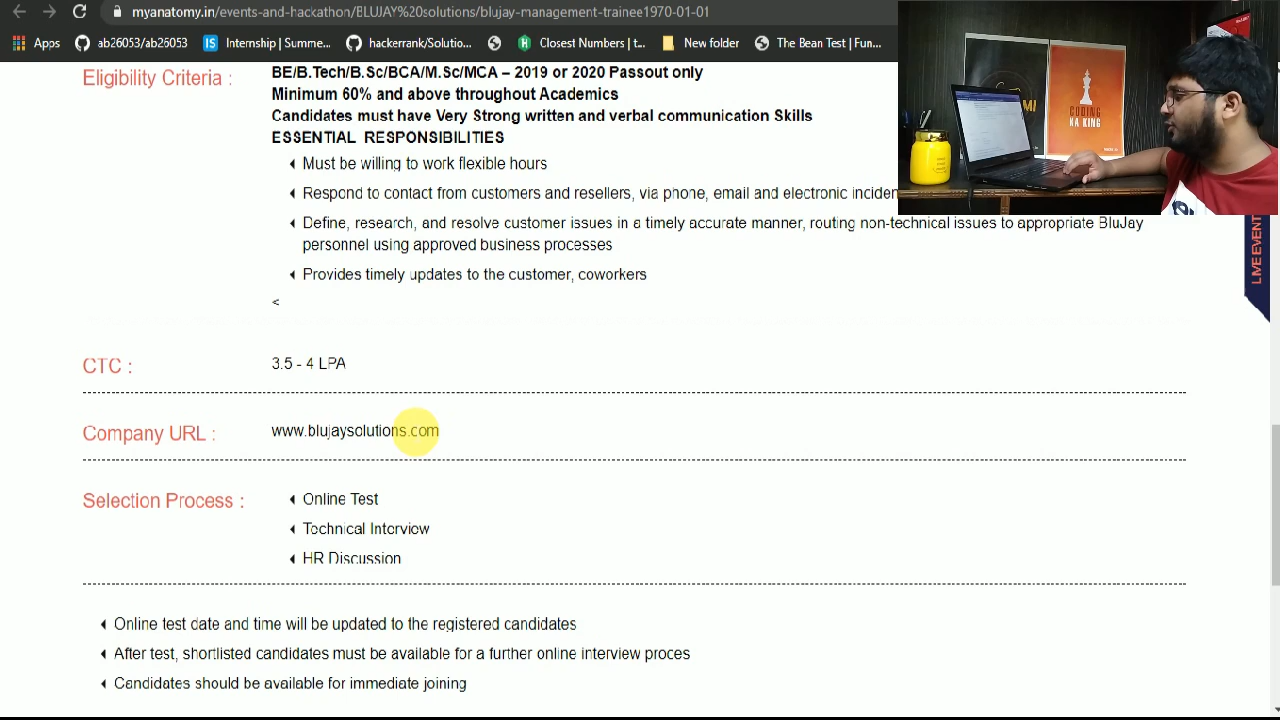 myanatomy.in/events-and-hackathon/BLUJAY%20solutions/blujay-management-trainee1970-01-01
Apps ab26053/ab26053 Internship | Summe... hackerrank/Solutio... Closest Numbers | t... New folder The Bean Test | Fun...
Eligibility Criteria :
BE/B.Tech/B.Sc/BCA/M.Sc/MCA – 2019 or 2020 Passout only
Minimum 60% and above throughout Academics
Candidates must have Very Strong written and verbal communication Skills
ESSENTIAL RESPONSIBILITIES
Must be willing to work flexible hours
Respond to contact from customers and resellers, via phone, email and electronic inciden
Define, research, and resolve customer issues in a timely accurate manner, routing non-technical issues to appropriate BluJay
personnel using approved business processes
Provides timely updates to the customer, coworkers
<
CTC :
3.5 - 4 LPA
Company URL :
www.blujaysolutions.com
Selection Process :
Online Test
Technical Interview
HR Discussion
Online test date and time will be updated to the registered candidates
After test, shortlisted candidates must be available for a further online interview proces
Candidates should be available for immediate joining
LIVE EVENT
CODING
KA KING